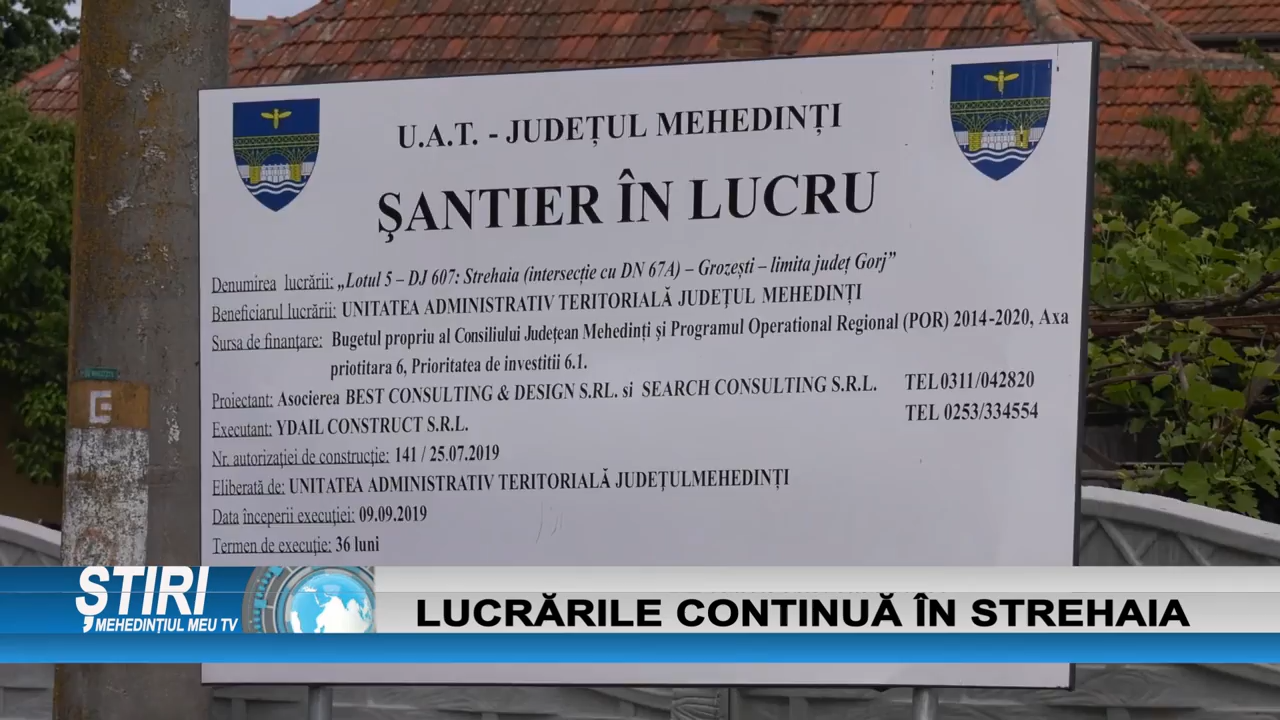 U.A.T. - JUDEȚUL MEHEDINȚI
ŞANTIER ÎN LUCRU
Denumirea lucrării: „Lotul 5 – DJ 607: Strehaia (intersecție cu DN 67A) – Grozești – limita județ Gorj”
Beneficiarul lucrării: UNITATEA ADMINISTRATIV TERITORIALĂ JUDEȚUL MEHEDINȚI
Sursa de finanțare: Bugetul propriu al Consiliului Județean Mehedinți și Programul Operational Regional (POR) 2014-2020, Axa
priotitara 6, Prioritatea de investitii 6.1.
Proiectant: Asocierea BEST CONSULTING & DESIGN S.RL. si SEARCH CONSULTING S.R.L. TEL0311/042820
Executant: YDAIL CONSTRUCT S.R.L. TEL 0253/334554
Nr. autorizației de construcție: 141 / 25.07.2019
Eliberată de: UNITATEA ADMINISTRATIV TERITORIALĂ JUDEȚULMEHEDINȚI
Data începerii execuției: 09.09.2019
Termen de execuție: 36 luni
ȘTIRI
MEHEDINȚIUL MEU TV
LUCRĂRILE CONTINUĂ ÎN STREHAIA